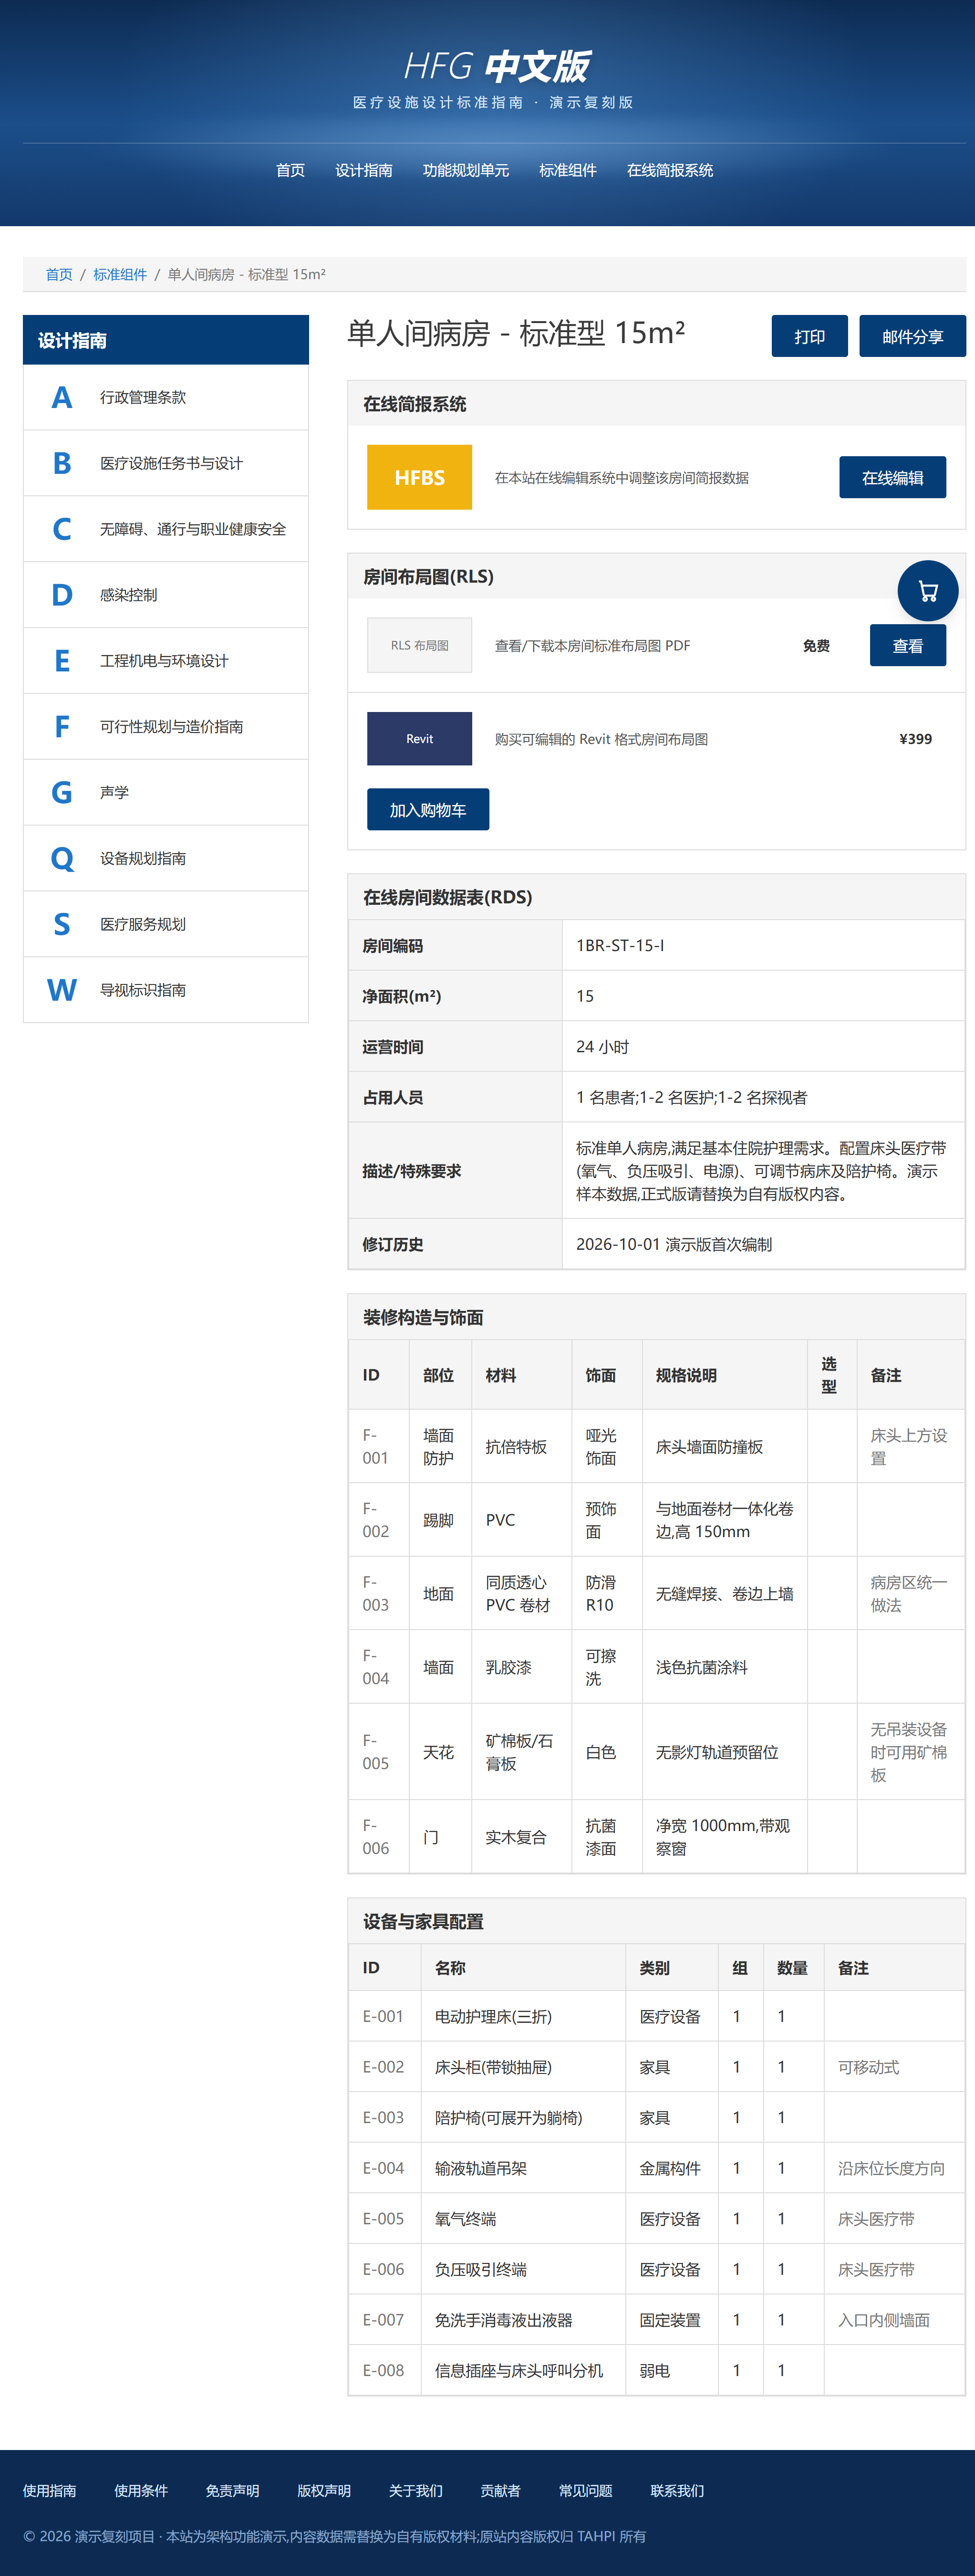 HFG 中文版
医疗设施设计标准指南 · 演示复刻版
首页 设计指南 功能规划单元 标准组件 在线简报系统
首页 / 标准组件 / 单人间病房 - 标准型 15m²
设计指南
A 行政管理条款
B 医疗设施任务书与设计
C 无障碍、通行与职业健康安全
D 感染控制
E 工程机电与环境设计
F 可行性规划与造价指南
G 声学
Q 设备规划指南
S 医疗服务规划
W 导视标识指南
单人间病房 - 标准型 15m²
打印 邮件分享
在线简报系统
HFBS 在本站在线编辑系统中调整该房间简报数据 在线编辑
房间布局图(RLS)
RLS 布局图 查看/下载本房间标准布局图 PDF 免费 查看
Revit 购买可编辑的 Revit 格式房间布局图 ¥399
加入购物车
在线房间数据表(RDS)
房间编码 1BR-ST-15-I
净面积(m²) 15
运营时间 24 小时
占用人员 1 名患者;1-2 名医护;1-2 名探视者
描述/特殊要求
标准单人病房,满足基本住院护理需求。配置床头医疗带
(氧气、负压吸引、电源)、可调节病床及陪护椅。演示
样本数据,正式版请替换为自有版权内容。
修订历史 2026-10-01 演示版首次编制
装修构造与饰面
ID 部位 材料 饰面 规格说明 选型 备注
F-001 墙面防护 抗倍特板 哑光饰面 床头墙面防撞板 床头上方设置
F-002 踢脚 PVC 预饰面 与地面卷材一体化卷边,高 150mm
F-003 地面 同质透心 PVC 卷材 防滑 R10 无缝焊接、卷边上墙 病房区统一做法
F-004 墙面 乳胶漆 可擦洗 浅色抗菌涂料
F-005 天花 矿棉板/石膏板 白色 无影灯轨道预留位 无吊装设备时可用矿棉板
F-006 门 实木复合 抗菌漆面 净宽 1000mm,带观察窗
设备与家具配置
ID 名称 类别 组 数量 备注
E-001 电动护理床(三折) 医疗设备 1 1
E-002 床头柜(带锁抽屉) 家具 1 1 可移动式
E-003 陪护椅(可展开为躺椅) 家具 1 1
E-004 输液轨道吊架 金属构件 1 1 沿床位长度方向
E-005 氧气终端 医疗设备 1 1 床头医疗带
E-006 负压吸引终端 医疗设备 1 1 床头医疗带
E-007 免洗手消毒液出液器 固定装置 1 1 入口内侧墙面
E-008 信息插座与床头呼叫分机 弱电 1 1
使用指南 使用条件 免责声明 版权声明 关于我们 贡献者 常见问题 联系我们
© 2026 演示复刻项目 · 本站为架构功能演示,内容数据需替换为自有版权材料;原站内容版权归 TAHPI 所有